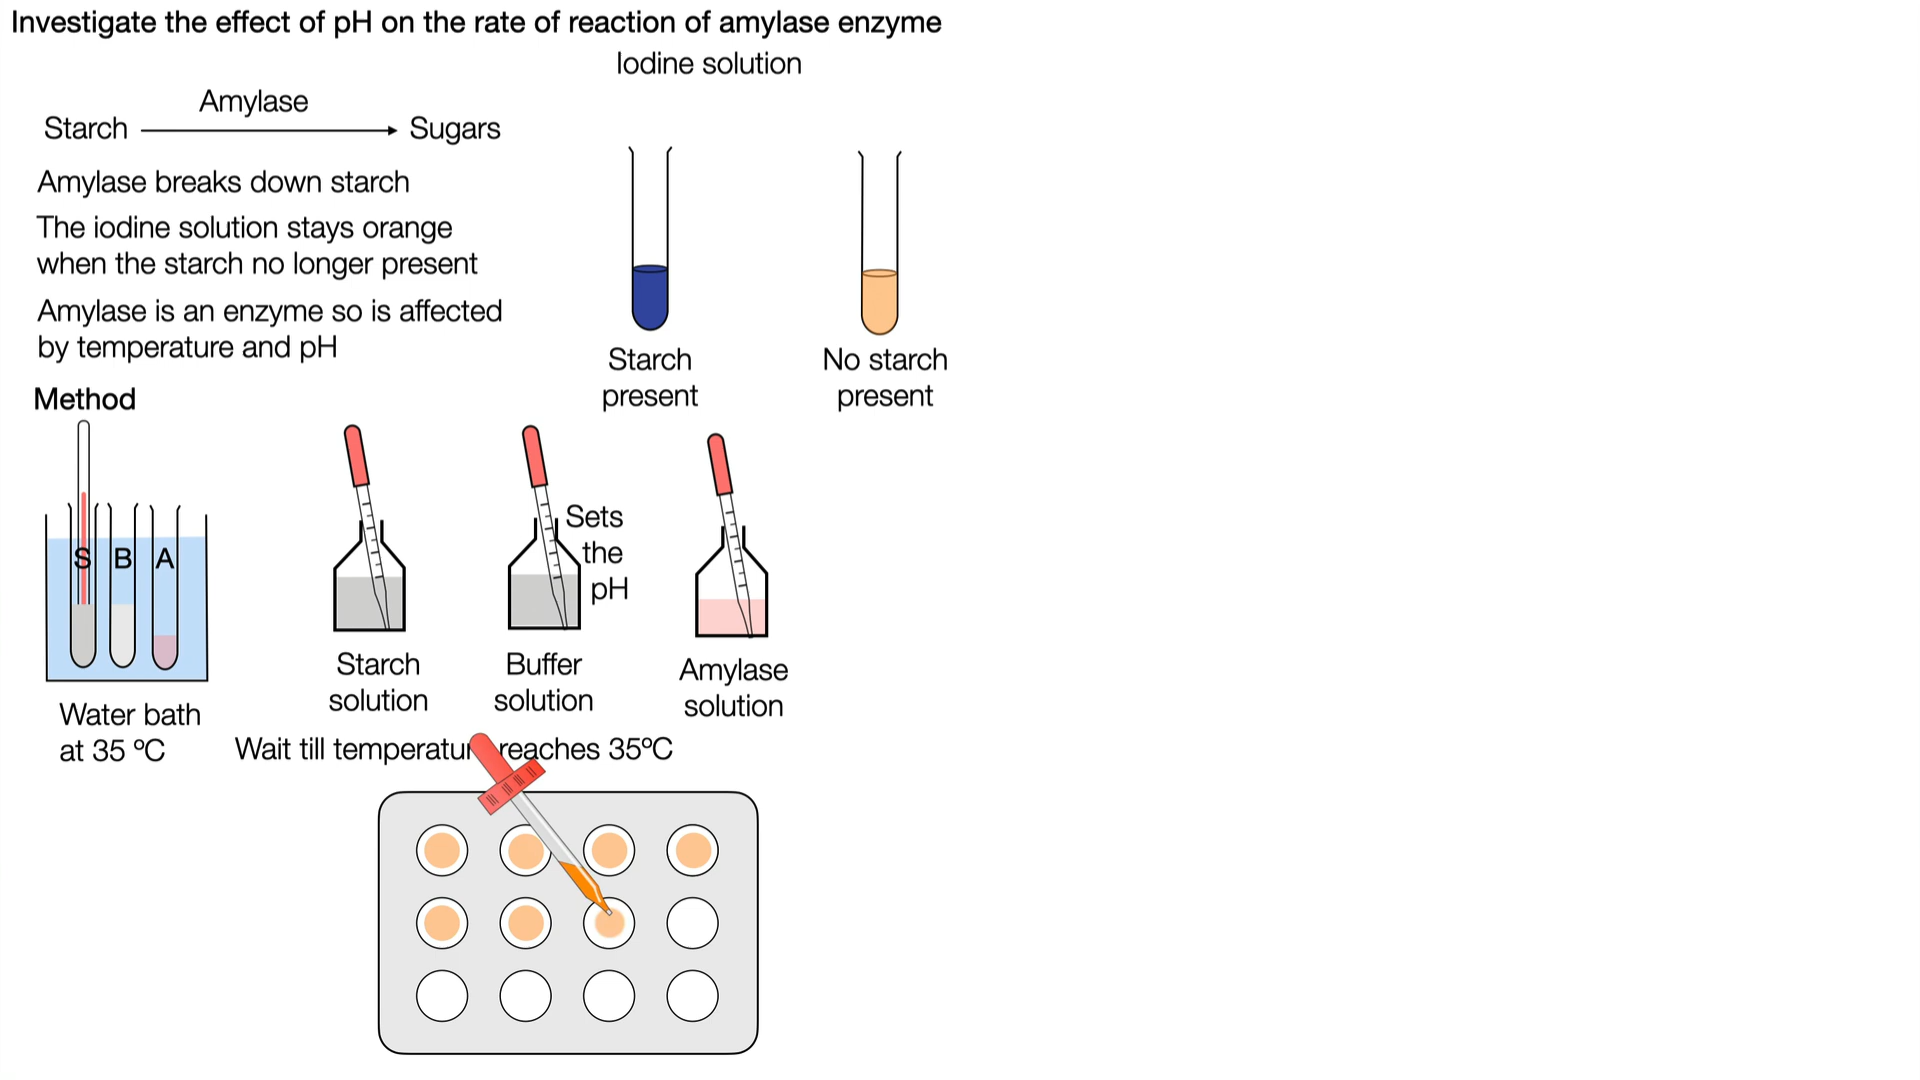 Investigate the effect of pH on the rate of reaction of amylase enzyme
Iodine solution
Amylase
Starch
Sugars
Amylase breaks down starch
The iodine solution stays orange
when the starch no longer present
Amylase is an enzyme so is affected
by temperature and pH
Starch
present
No starch
present
Method
S
B
A
Water bath
at 35 ºC
Starch
solution
Sets
the
pH
Buffer
solution
Amylase
solution
Wait till temperatur reaches 35ºC